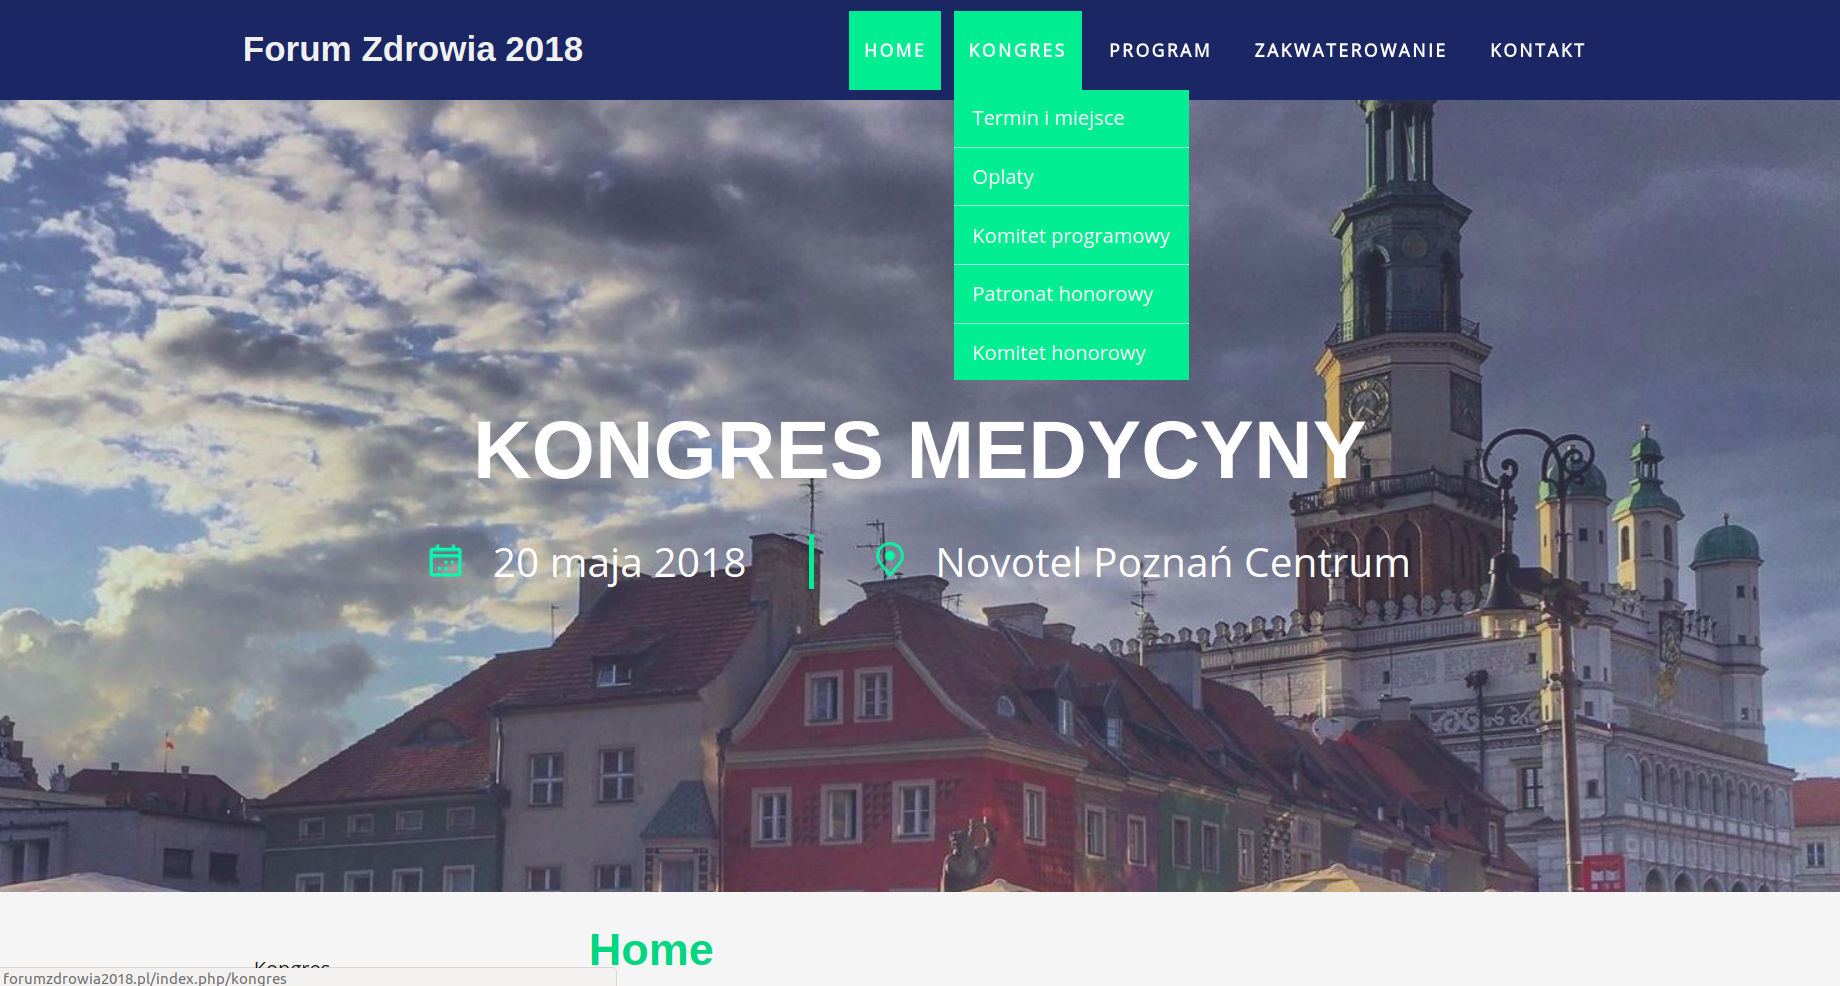 Forum Zdrowia 2018
HOME KONGRES PROGRAM ZAKWATEROWANIE KONTAKT
Termin i miejsce
Oplaty
Komitet programowy
Patronat honorowy
Komitet honorowy
KONGRES MEDYCYNY
20 maja 2018 Novotel Poznań Centrum
Home
Kongres
forumzdrowia2018.pl/index.php/kongres